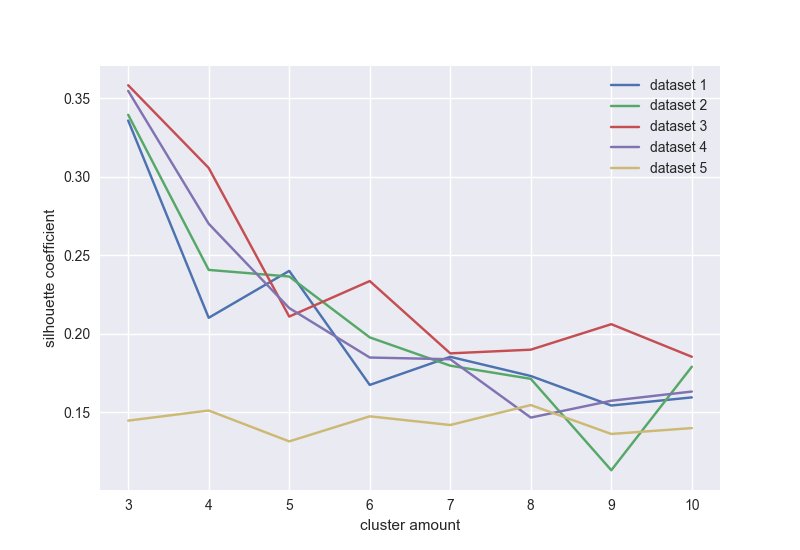 dataset 1
dataset 2
dataset 3
dataset 4
dataset 5
0.35
0.30
0.25
0.20
0.15
silhouette coefficient
3 4 5 6 7 8 9 10
cluster amount